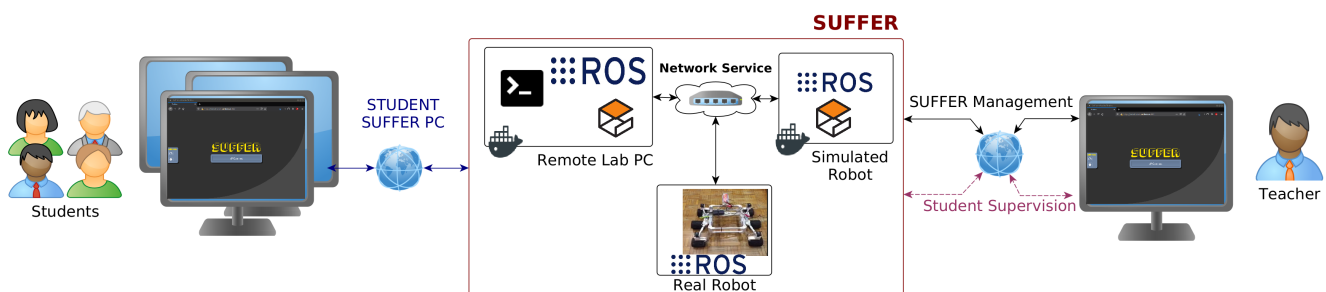 SUFFER
ROS
Network Service
ROS
STUDENT
SUFFER PC
SUFFER Management
SUFFER
SUFFER
>_
Remote Lab PC
Simulated
Robot
Students
Student Supervision
Teacher
ROS
Real Robot